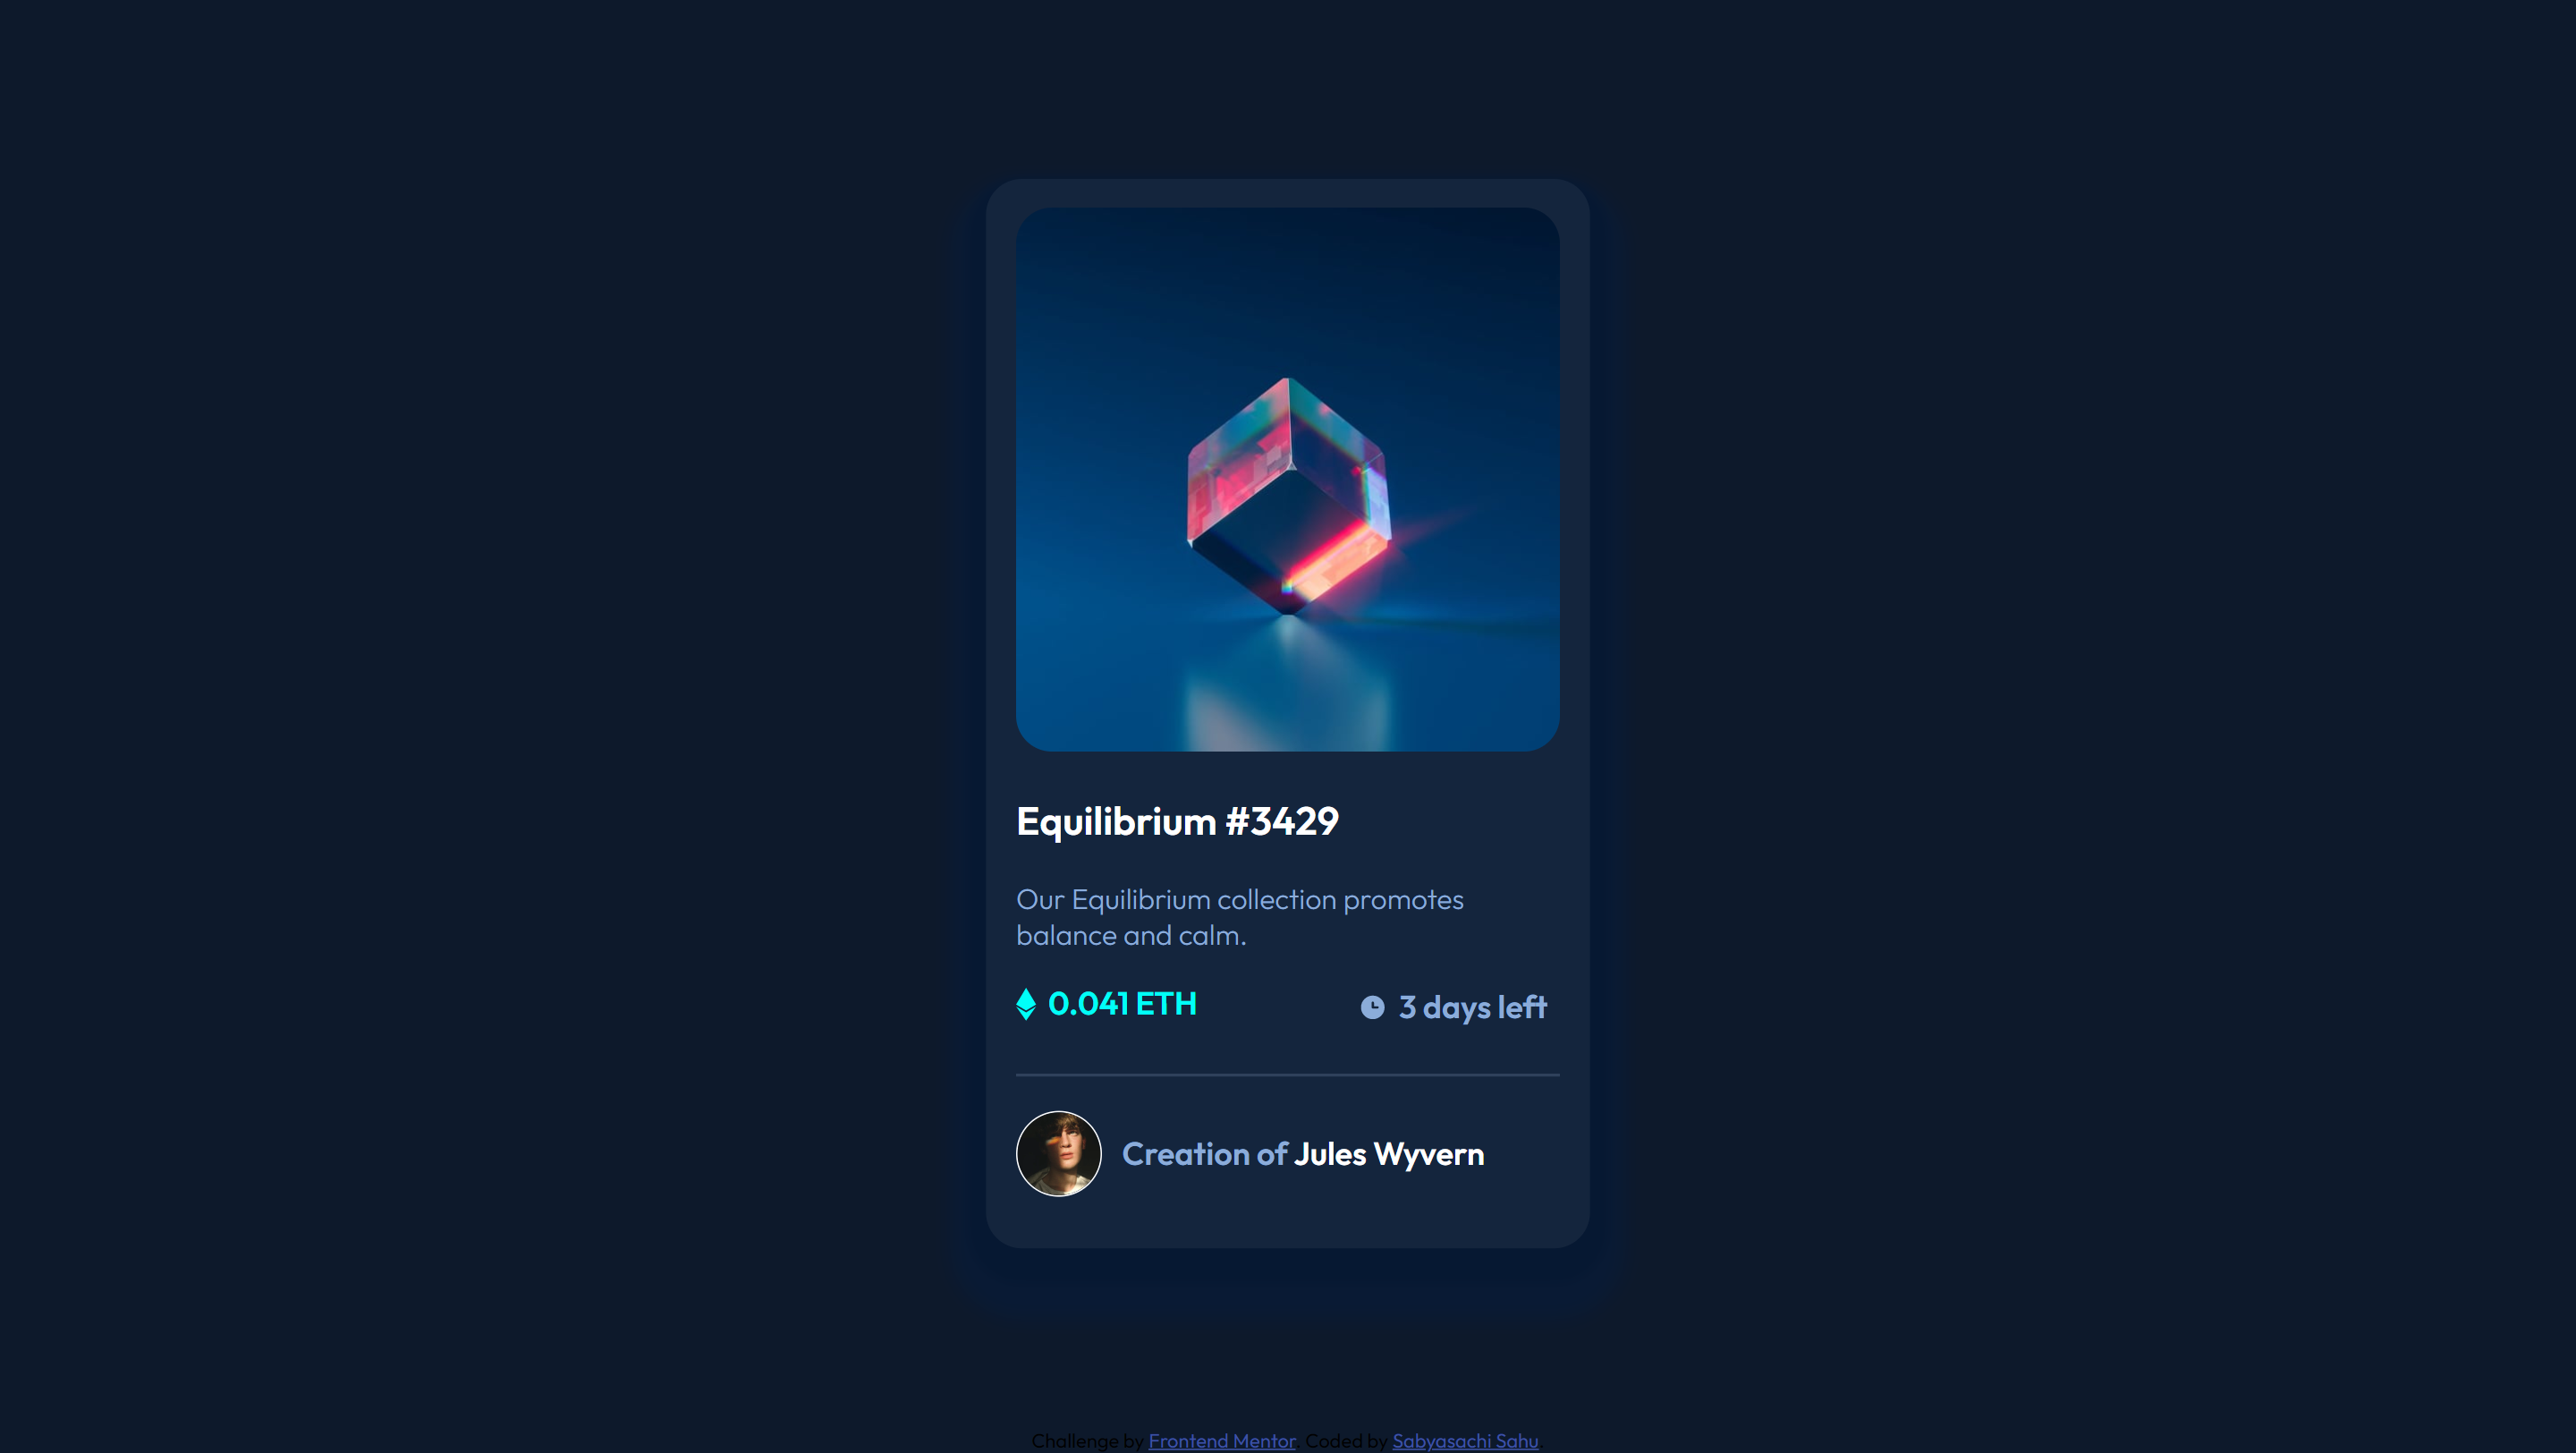 Equilibrium #3429
Our Equilibrium collection promotes
balance and calm.
0.041 ETH
3 days left
Creation of Jules Wyvern
Challenge by Frontend Mentor. Coded by Sabyasachi Sahu.